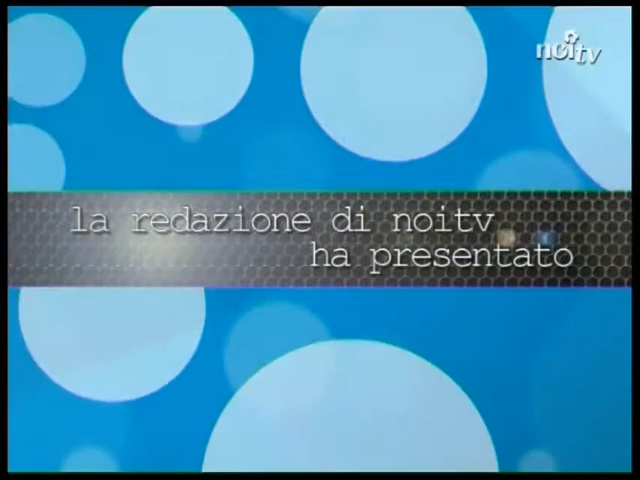 noitv
la redazione di noitv
ha presentato